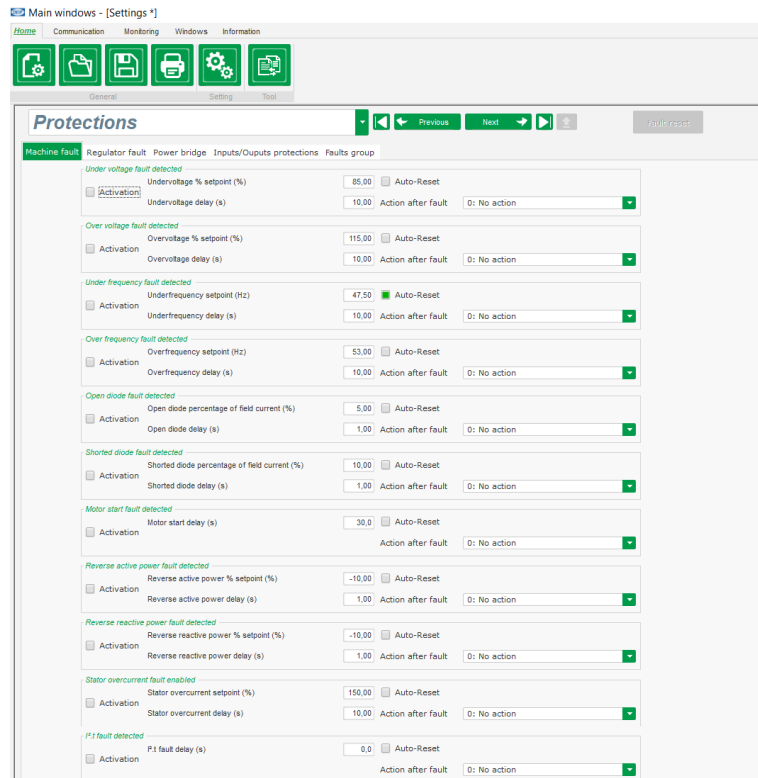 Main windows - [Settings *]
Home Communication Monitoring Windows Information
General Setting Tool
Protections Previous Next Fault reset
Machine fault Regulator fault Power bridge Inputs/Ouputs protections Faults group
Under voltage fault detected
Activation
Undervoltage % setpoint (%) 85,00 Auto-Reset
Undervoltage delay (s) 10,00 Action after fault 0: No action
Over voltage fault detected
Activation
Overvoltage % setpoint (%) 115,00 Auto-Reset
Overvoltage delay (s) 10,00 Action after fault 0: No action
Under frequency fault detected
Activation
Underfrequency setpoint (Hz) 47,50 Auto-Reset
Underfrequency delay (s) 10,00 Action after fault 0: No action
Over frequency fault detected
Activation
Overfrequency setpoint (Hz) 53,00 Auto-Reset
Overfrequency delay (s) 10,00 Action after fault 0: No action
Open diode fault detected
Activation
Open diode percentage of field current (%) 5,00 Auto-Reset
Open diode delay (s) 1,00 Action after fault 0: No action
Shorted diode fault detected
Activation
Shorted diode percentage of field current (%) 10,00 Auto-Reset
Shorted diode delay (s) 1,00 Action after fault 0: No action
Motor start fault detected
Activation
Motor start delay (s) 30,0 Auto-Reset
Action after fault 0: No action
Reverse active power fault detected
Activation
Reverse active power % setpoint (%) -10,00 Auto-Reset
Reverse active power delay (s) 1,00 Action after fault 0: No action
Reverse reactive power fault detected
Activation
Reverse reactive power % setpoint (%) -10,00 Auto-Reset
Reverse reactive power delay (s) 1,00 Action after fault 0: No action
Stator overcurrent fault enabled
Activation
Stator overcurrent setpoint (%) 150,00 Auto-Reset
Stator overcurrent delay (s) 10,00 Action after fault 0: No action
I².t fault detected
Activation
I².t fault delay (s) 0,0 Auto-Reset
Action after fault 0: No action